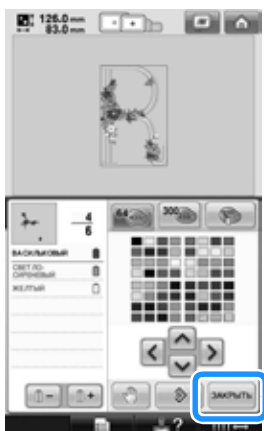 126.0 mm
83.0 mm
4
6
64
300
ВАСИЛЬКОВЫЙ
СВЕТЛО-
СИРЕНЕВЫЙ
ЖЕЛТЫЙ
ЗАКРЫТЬ
?